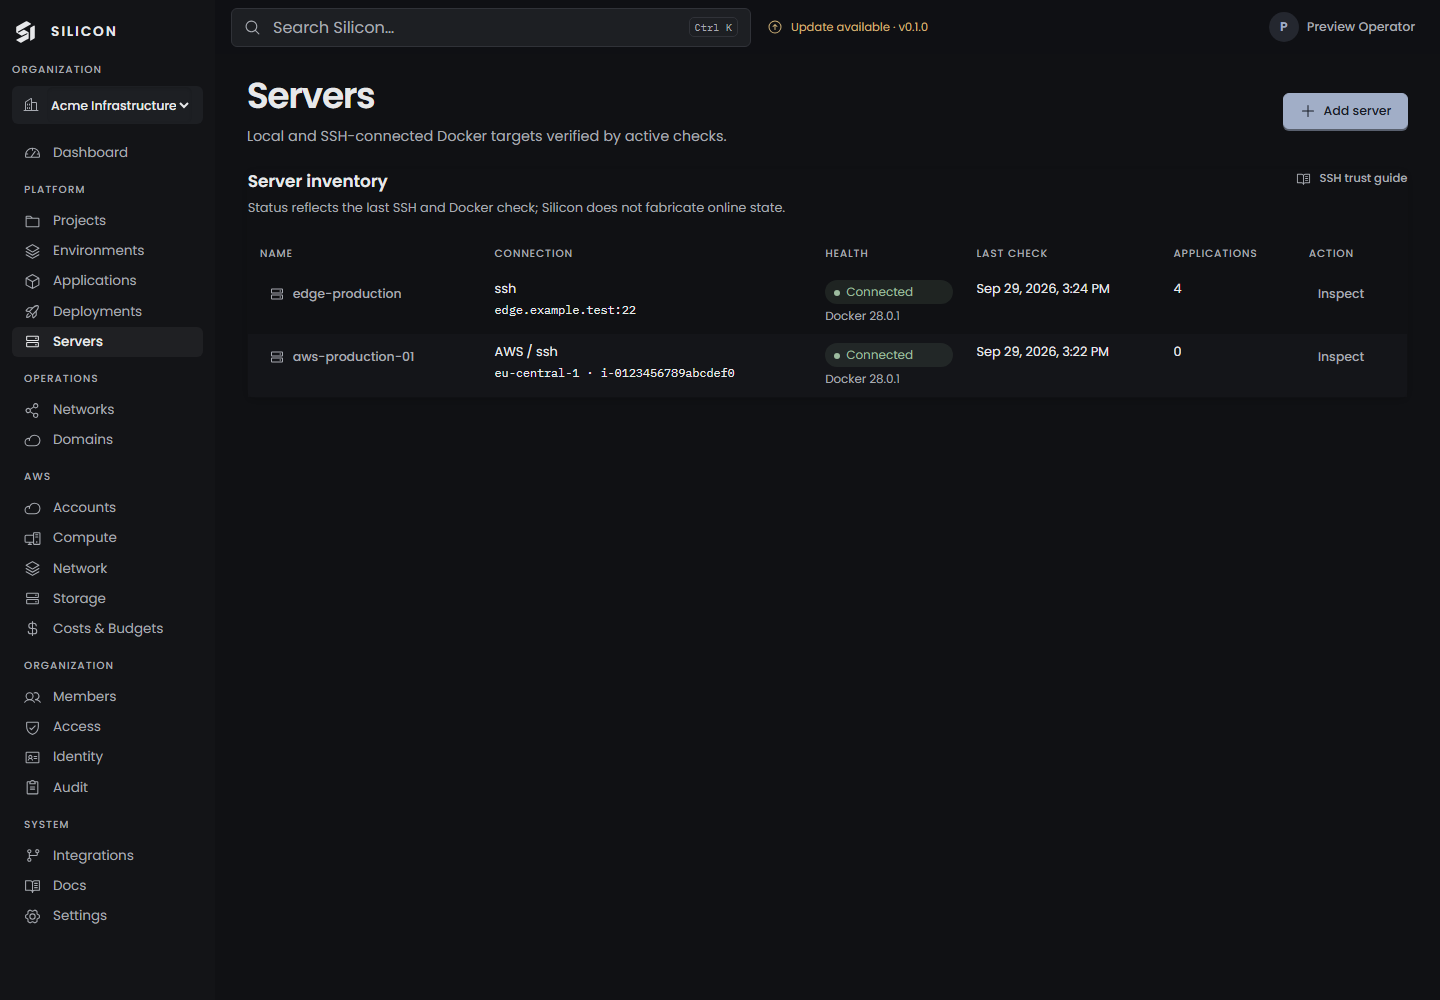 SILICON
Search Silicon...
Ctrl K
Update available · v0.1.0
P
Preview Operator
ORGANIZATION
Acme Infrastructure
Dashboard
PLATFORM
Projects
Environments
Applications
Deployments
Servers
OPERATIONS
Networks
Domains
AWS
Accounts
Compute
Network
Storage
Costs & Budgets
ORGANIZATION
Members
Access
Identity
Audit
SYSTEM
Integrations
Docs
Settings
Servers
Local and SSH-connected Docker targets verified by active checks.
Add server
Server inventory
Status reflects the last SSH and Docker check; Silicon does not fabricate online state.
SSH trust guide
NAME CONNECTION HEALTH LAST CHECK APPLICATIONS ACTION
edge-production ssh Connected Sep 29, 2026, 3:24 PM 4 Inspect
edge.example.test:22 Docker 28.0.1
aws-production-01 AWS / ssh Connected Sep 29, 2026, 3:22 PM 0 Inspect
eu-central-1 · i-0123456789abcdef0 Docker 28.0.1